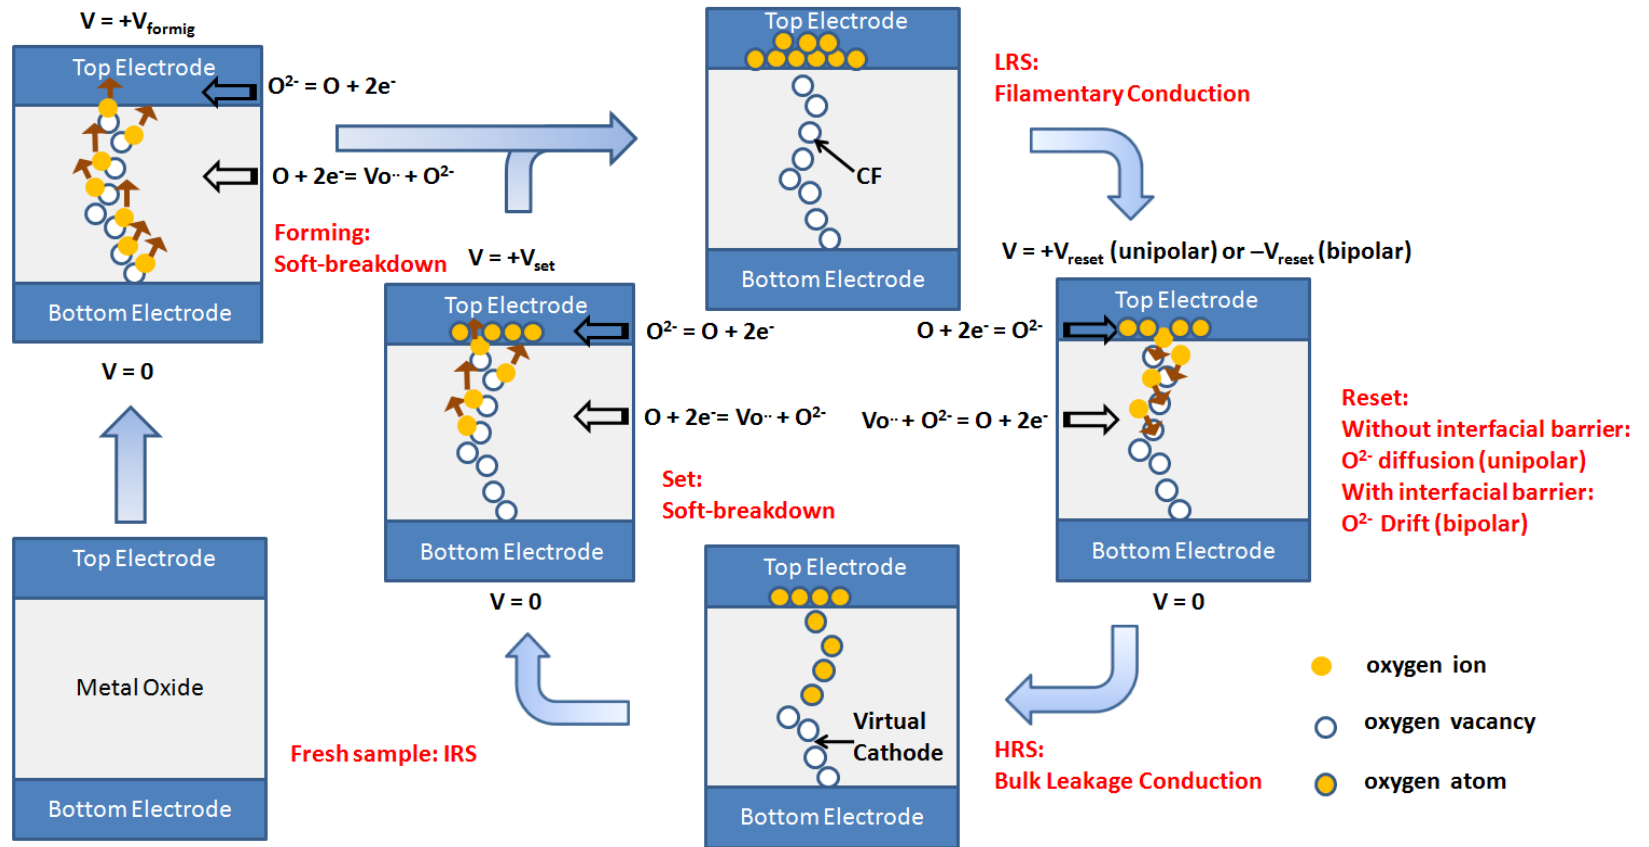 V = +Vformig
Top Electrode
O²⁻ = O + 2e⁻
O + 2e⁻= Vo·· + O²⁻
Forming:
Soft-breakdown
Bottom Electrode
V = 0
Top Electrode
Metal Oxide
Bottom Electrode
Fresh sample: IRS
V = +Vset
Top Electrode
O²⁻ = O + 2e⁻
O + 2e⁻= Vo·· + O²⁻
Set:
Soft-breakdown
Bottom Electrode
V = 0
Top Electrode
CF
Bottom Electrode
LRS:
Filamentary Conduction
V = +Vreset (unipolar) or –Vreset (bipolar)
Top Electrode
O + 2e⁻ = O²⁻
Vo·· + O²⁻ = O + 2e⁻
Bottom Electrode
V = 0
Reset:
Without interfacial barrier:
O²⁻ diffusion (unipolar)
With interfacial barrier:
O²⁻ Drift (bipolar)
Top Electrode
Virtual
Cathode
Bottom Electrode
HRS:
Bulk Leakage Conduction
oxygen ion
oxygen vacancy
oxygen atom